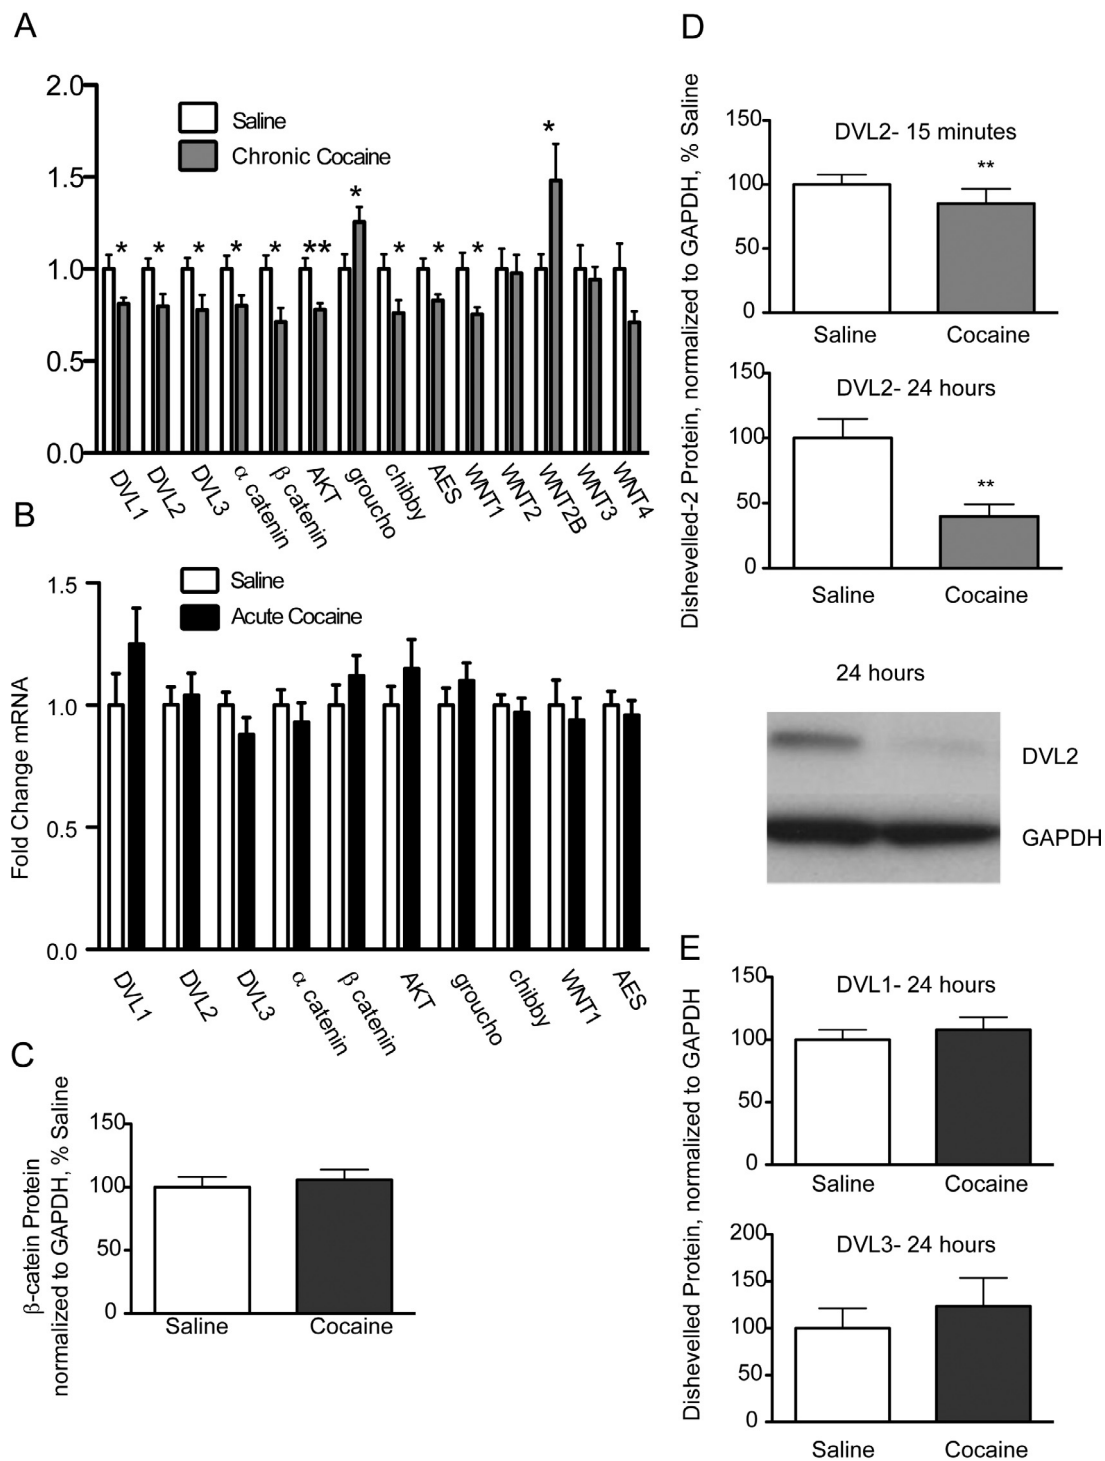 A
2.0
1.5
1.0
0.5
0.0
Saline
Chronic Cocaine
* * * * * ** * * * * *
DVL1 DVL2 DVL3 α catenin β catenin AKT groucho chibby AES WNT1 WNT2 WNT2B WNT3 WNT4
B
Fold Change mRNA
1.5
1.0
0.5
0.0
Saline
Acute Cocaine
DVL1 DVL2 DVL3 α catenin β catenin AKT groucho chibby WNT1 AES
C
β-catein Protein
normalized to GAPDH, % Saline
150
100
50
0
Saline Cocaine
D
Dishevelled-2 Protein, normalized to GAPDH, % Saline
DVL2- 15 minutes
150
100
50
0
**
Saline Cocaine
DVL2- 24 hours
150
100
50
0
**
Saline Cocaine
24 hours
DVL2
GAPDH
E
Dishevelled Protein, normalized to GAPDH
DVL1- 24 hours
150
100
50
0
Saline Cocaine
DVL3- 24 hours
200
150
100
50
0
Saline Cocaine